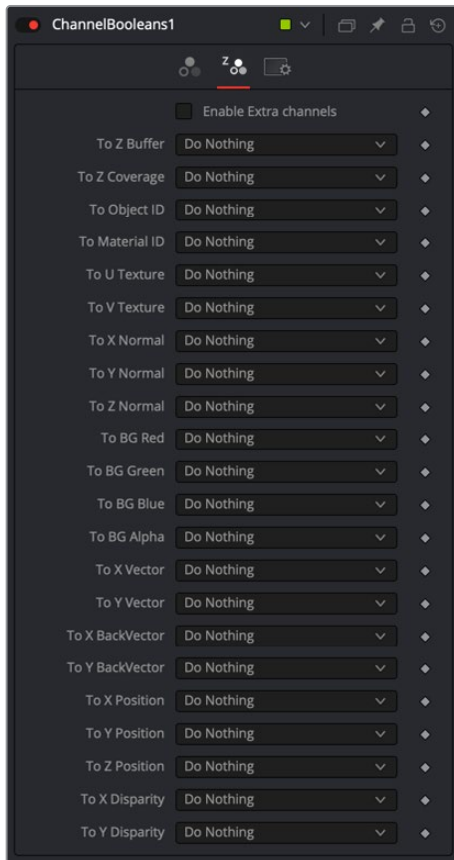 ChannelBooleans1
Z
Enable Extra channels
To Z Buffer Do Nothing
To Z Coverage Do Nothing
To Object ID Do Nothing
To Material ID Do Nothing
To U Texture Do Nothing
To V Texture Do Nothing
To X Normal Do Nothing
To Y Normal Do Nothing
To Z Normal Do Nothing
To BG Red Do Nothing
To BG Green Do Nothing
To BG Blue Do Nothing
To BG Alpha Do Nothing
To X Vector Do Nothing
To Y Vector Do Nothing
To X BackVector Do Nothing
To Y BackVector Do Nothing
To X Position Do Nothing
To Y Position Do Nothing
To Z Position Do Nothing
To X Disparity Do Nothing
To Y Disparity Do Nothing